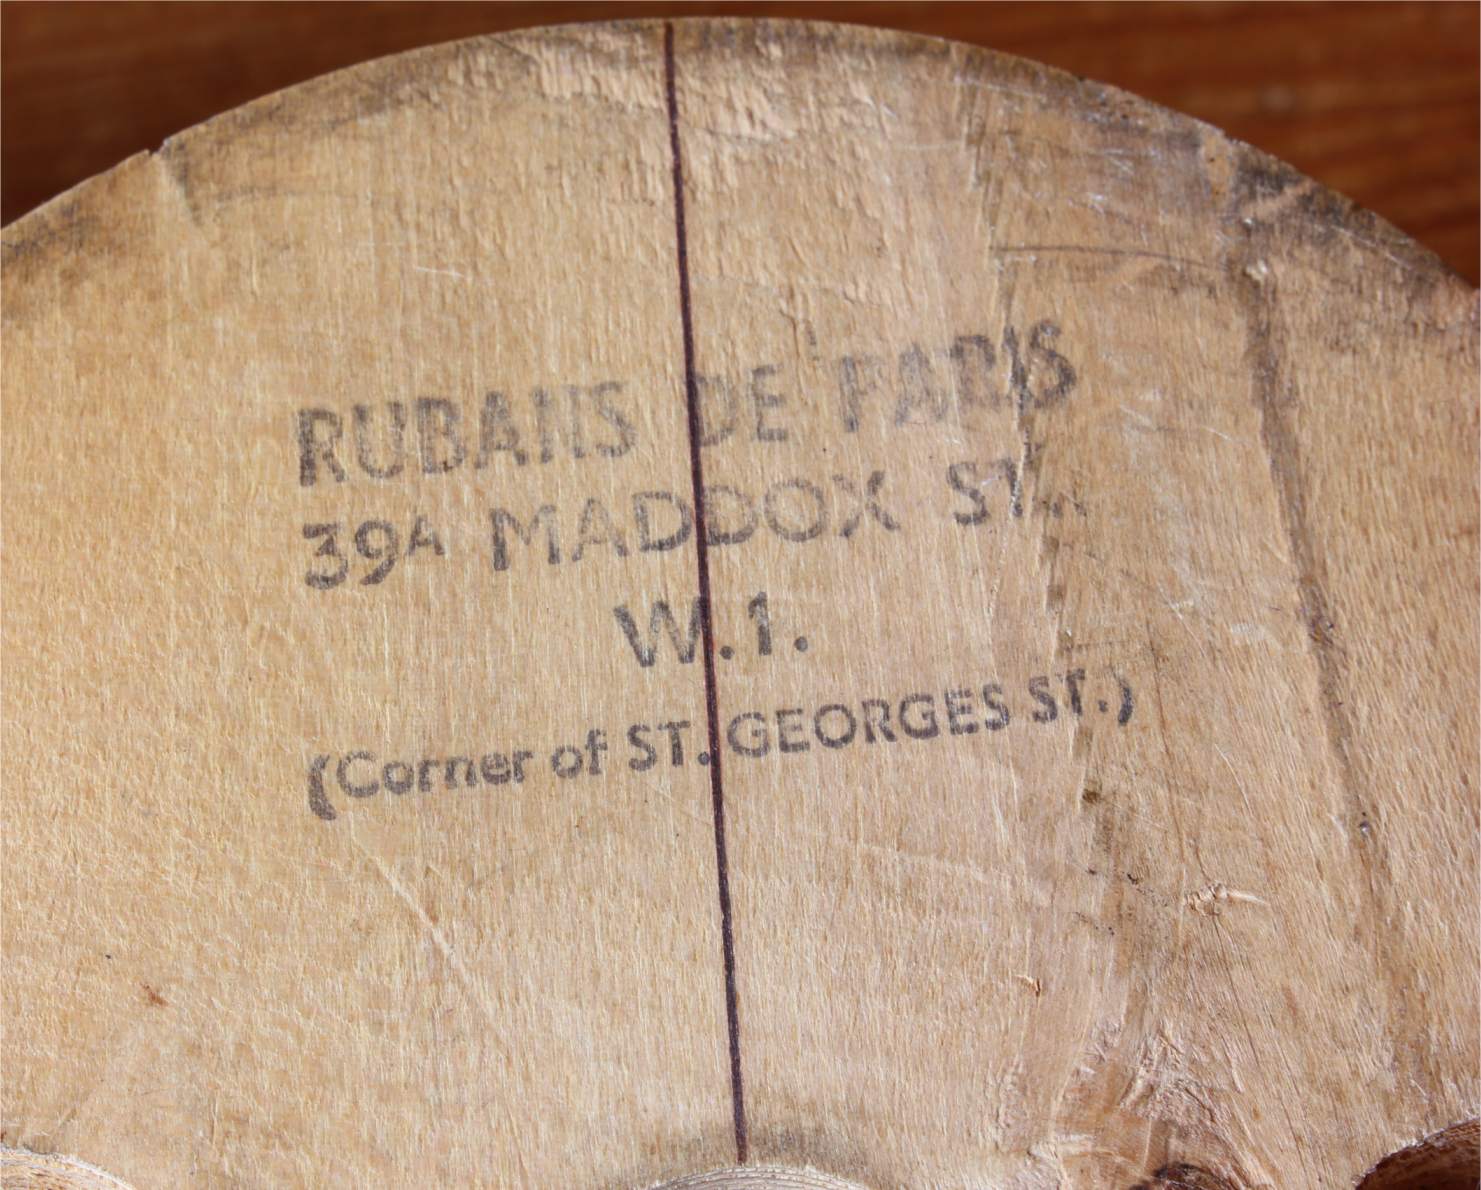 RUBANS DE PARIS
39A MADDOX ST.
W.1.
(Corner of ST. GEORGES ST.)